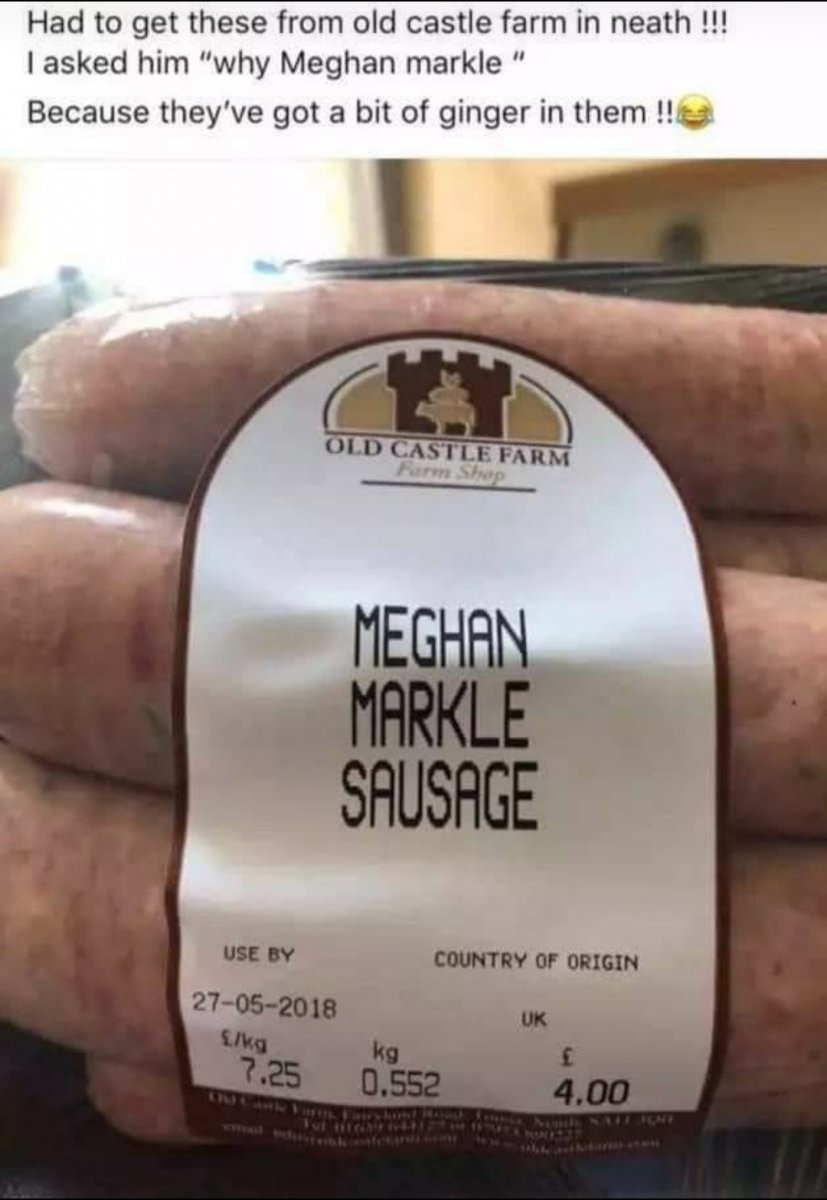 Had to get these from old castle farm in neath !!!
I asked him “why Meghan markle “
Because they've got a bit of ginger in them !!😂
OLD CASTLE FARM
Farm Shop
MEGHAN
MARKLE
SAUSAGE
USE BY
COUNTRY OF ORIGIN
27-05-2018
UK
£/kg
kg
£
7.25
0.552
4.00